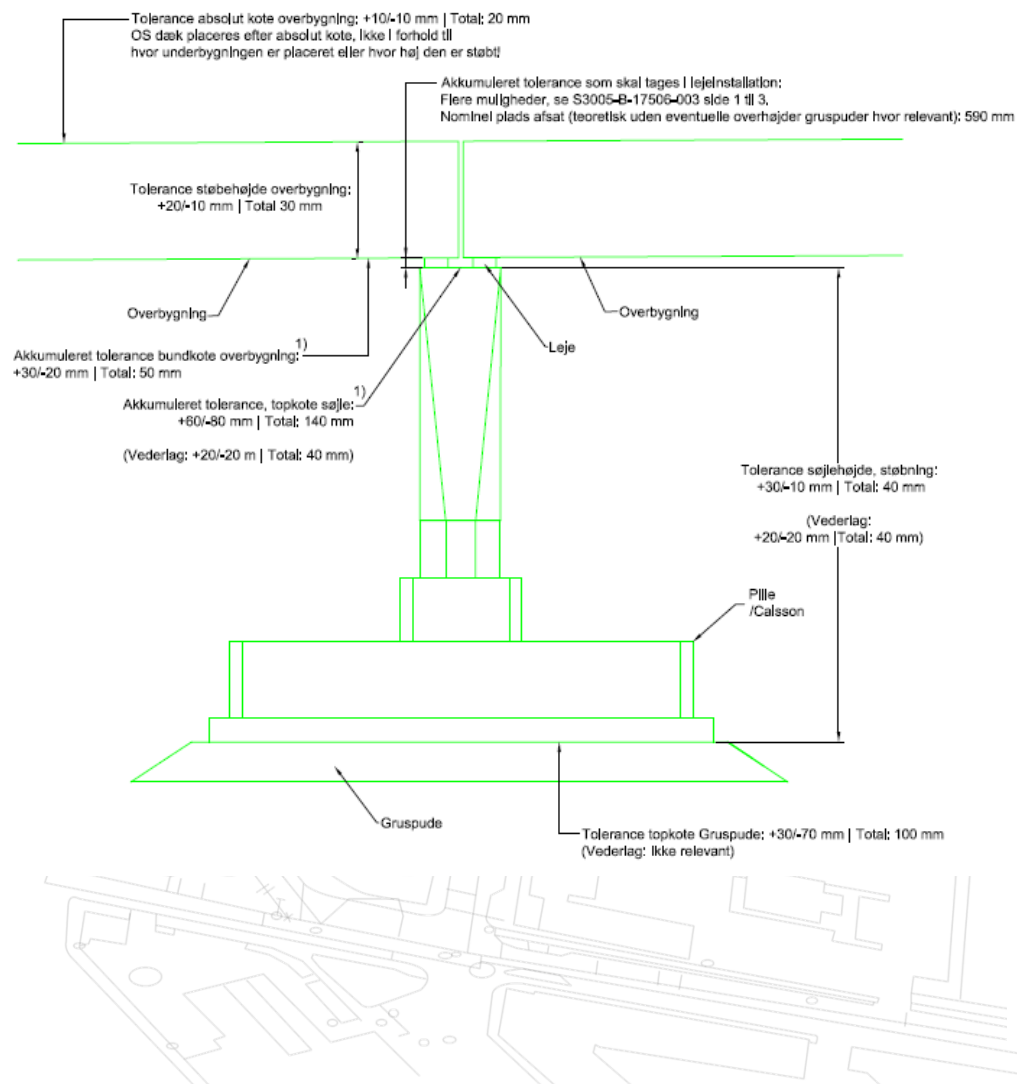 Tolerance absolut kote overbygning: +10/-10 mm | Total: 20 mm
OS dæk placeres efter absolut kote, ikke i forhold til
hvor underbygningen er placeret eller hvor høj den er støbt!
Akkumuleret tolerance som skal tages i lejeinstallation:
Flere muligheder, se S3005-B-17506-003 side 1 til 3.
Nominel plads afsat (teoretisk uden eventuelle overhøjder gruspuder hvor relevant): 590 mm
Tolerance støbehøjde overbygning:
+20/-10 mm | Total 30 mm
Overbygning
Overbygning
Leje
Akkumuleret tolerance bundkote overbygning: 1)
+30/-20 mm | Total: 50 mm
Akkumuleret tolerance, topkote søjle: 1)
+60/-80 mm | Total: 140 mm
(Vederlag: +20/-20 m | Total: 40 mm)
Tolerance søjlehøjde, støbning:
+30/-10 mm | Total: 40 mm
(Vederlag:
+20/-20 mm |Total: 40 mm)
Pille
/Caisson
Gruspude
Tolerance topkote Gruspude: +30/-70 mm | Total: 100 mm
(Vederlag: Ikke relevant)